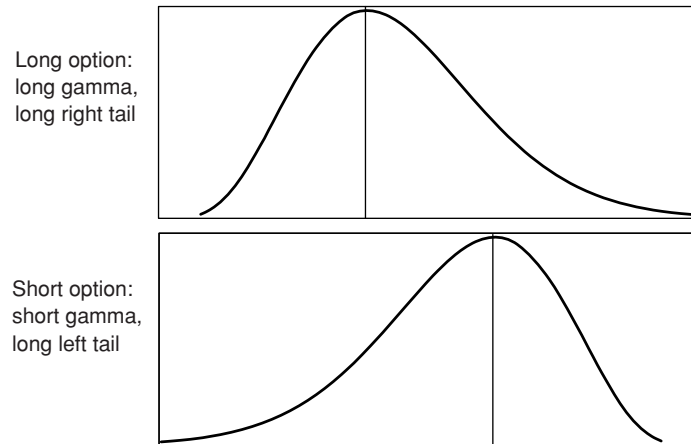 Long option:
long gamma,
long right tail
Short option:
short gamma,
long left tail